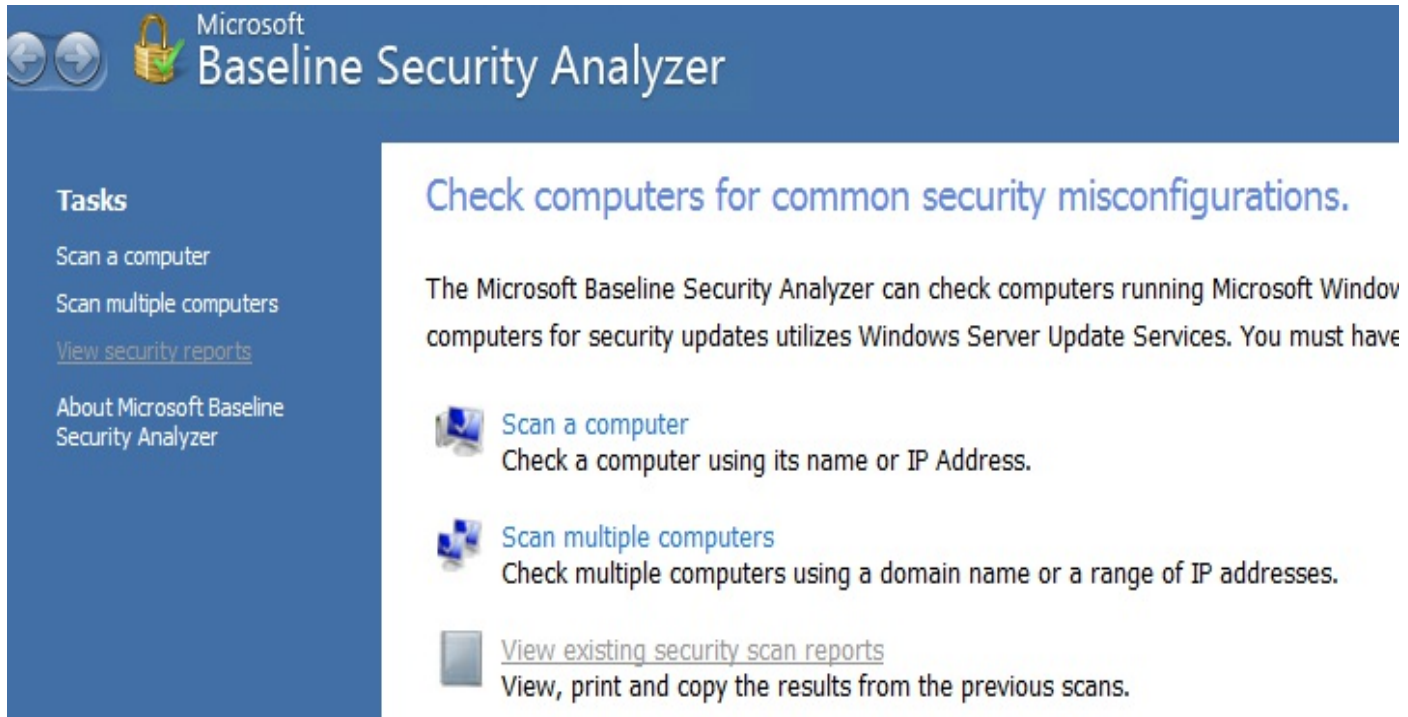 Microsoft
Baseline Security Analyzer
Tasks
Scan a computer
Scan multiple computers
View security reports
About Microsoft Baseline
Security Analyzer
Check computers for common security misconfigurations.
The Microsoft Baseline Security Analyzer can check computers running Microsoft
computers for security updates utilizes Windows Server Update Services. You must have
Scan a computer
Check a computer using its name or IP Address.
Scan multiple computers
Check multiple computers using a domain name or a range of IP addresses.
View existing security scan reports
View, print and copy the results from the previous scans.